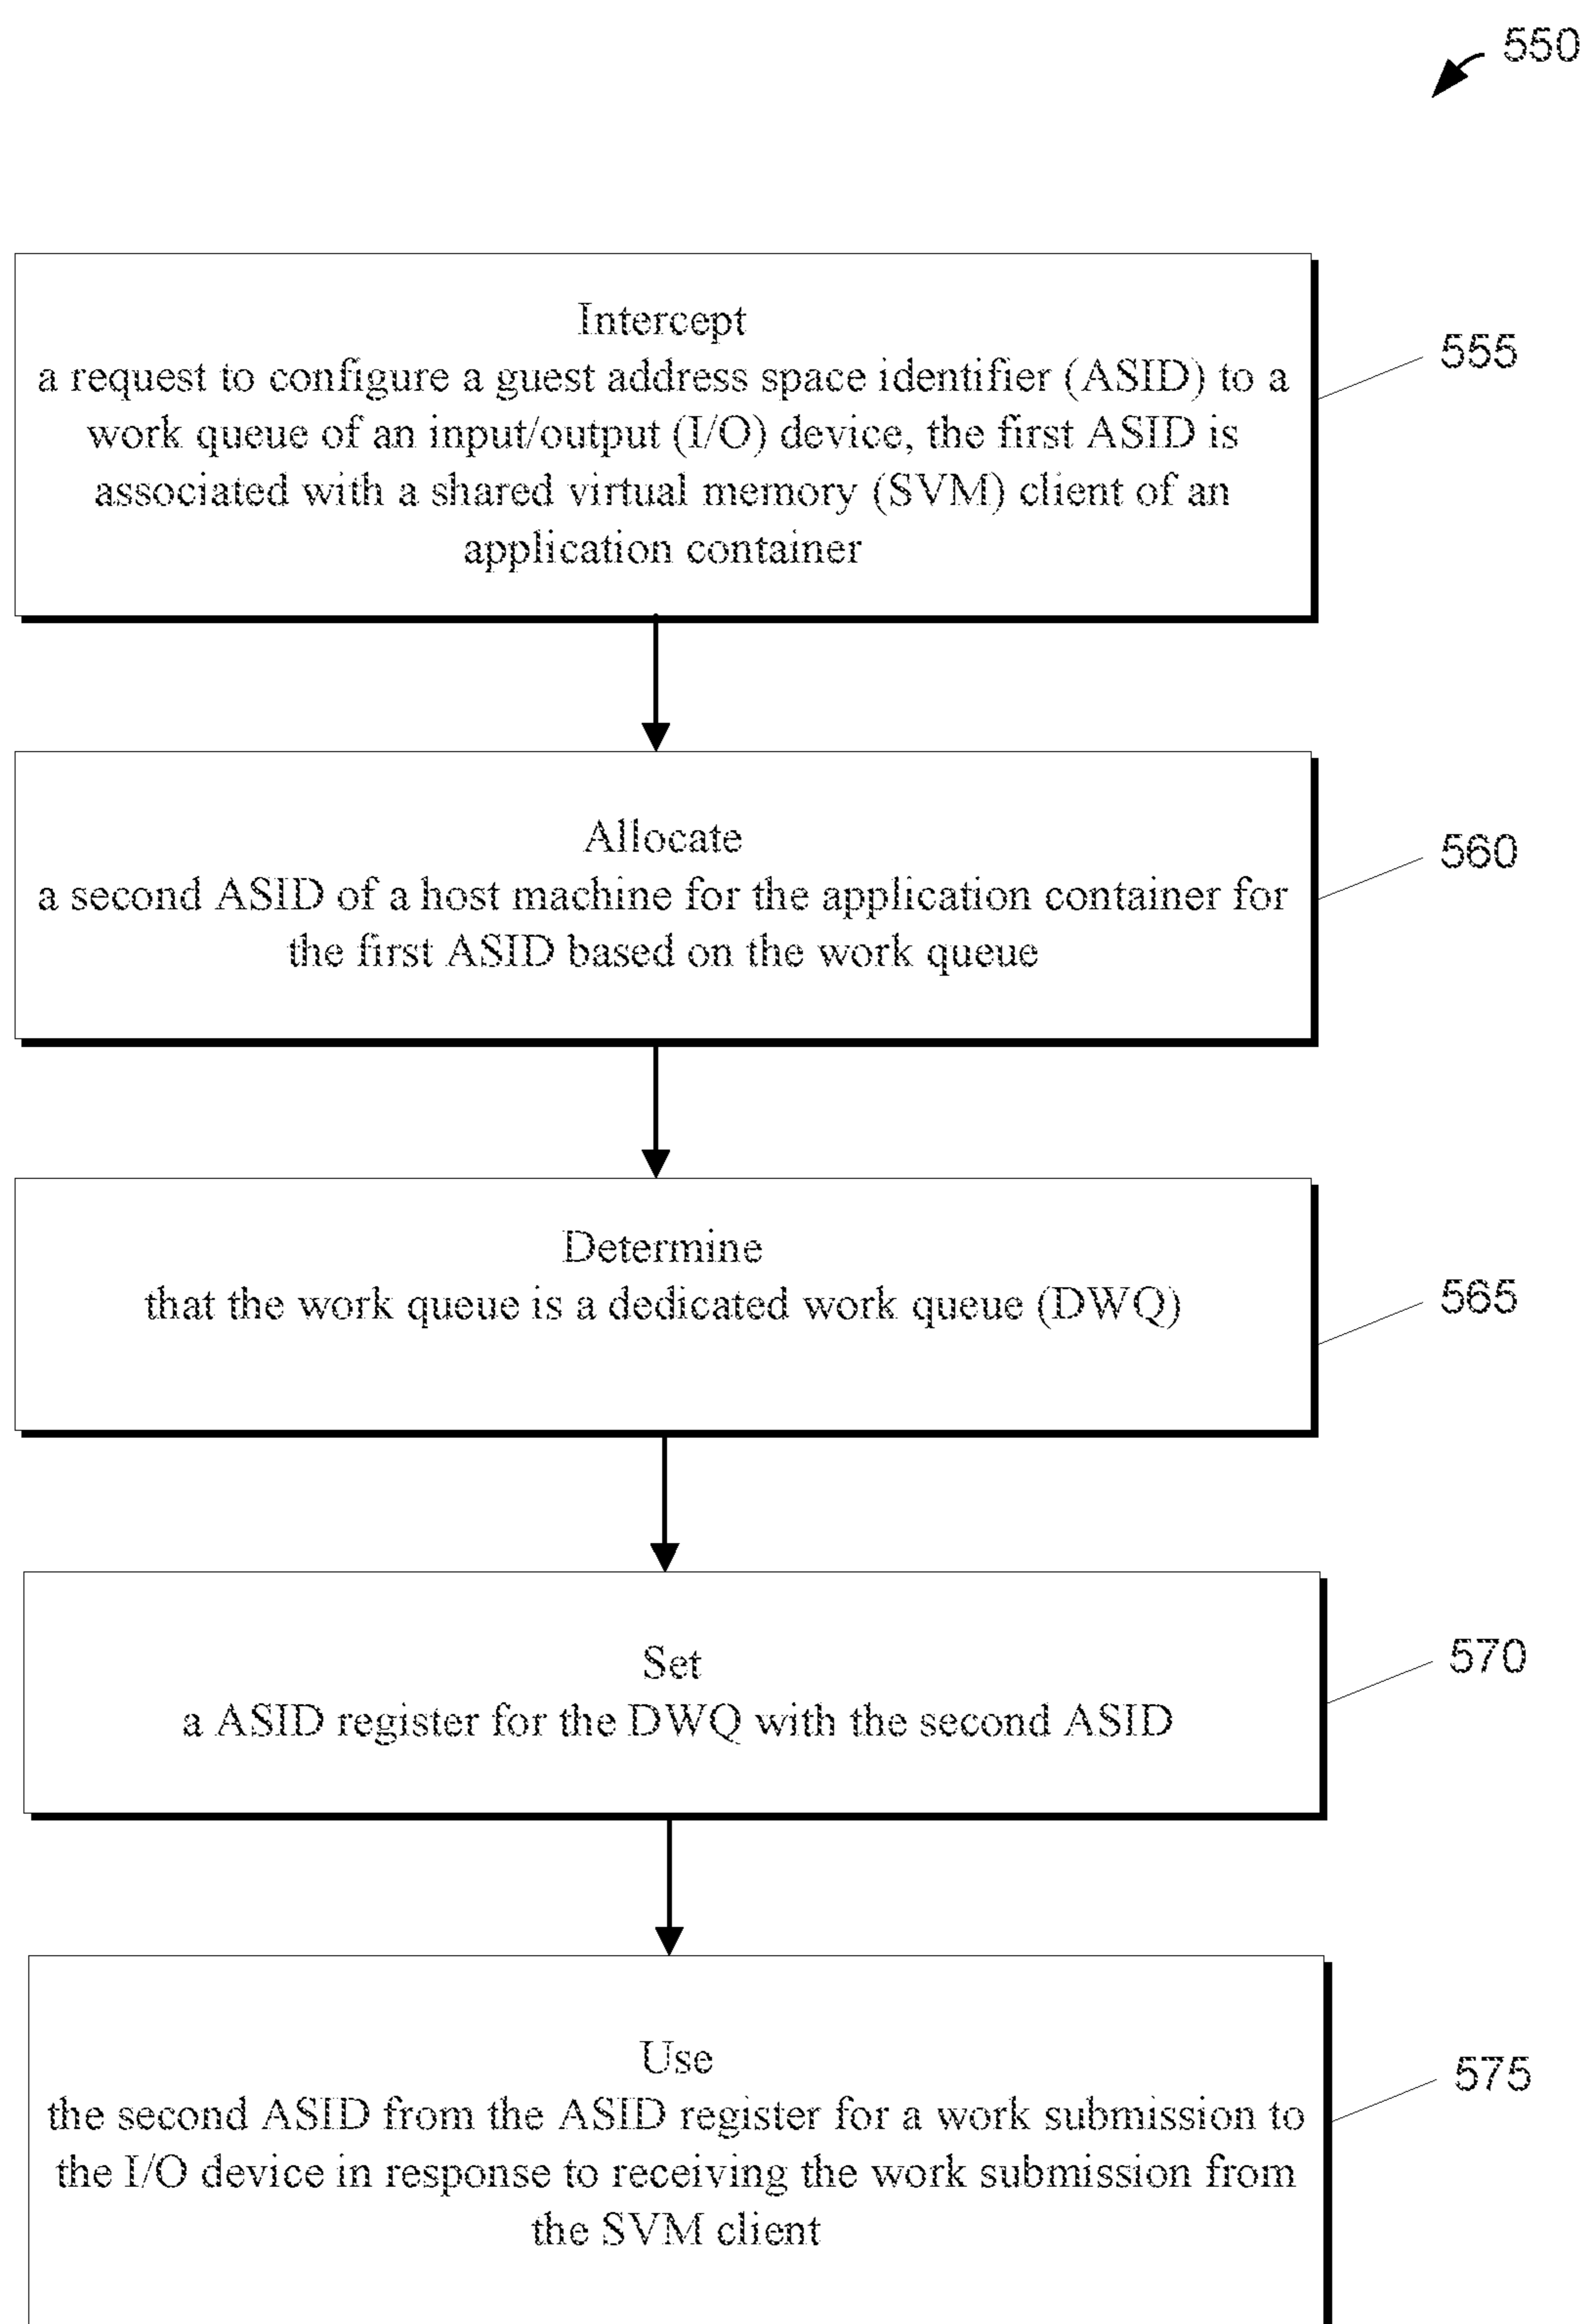 550
Intercept
a request to configure a guest address space identifier (ASID) to a
work queue of an input/output (I/O) device, the first ASID is
associated with a shared virtual memory (SVM) client of an
application container
555
Allocate
a second ASID of a host machine for the application container for
the first ASID based on the work queue
560
Determine
that the work queue is a dedicated work queue (DWQ)
565
Set
a ASID register for the DWQ with the second ASID
570
Use
the second ASID from the ASID register for a work submission to
the I/O device in response to receiving the work submission from
the SVM client
575